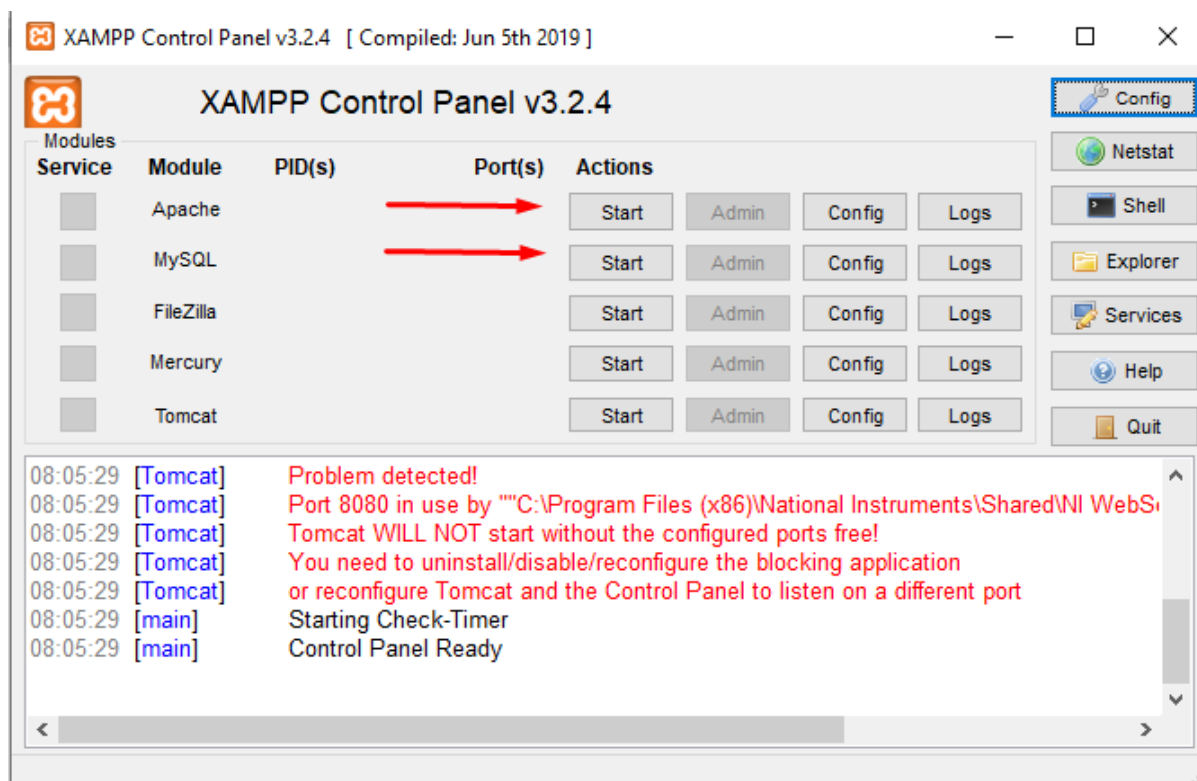 XAMPP Control Panel v3.2.4 [ Compiled: Jun 5th 2019 ]
XAMPP Control Panel v3.2.4
Config
Modules
Service Module PID(s) Port(s) Actions
Netstat
Apache Start Admin Config Logs
Shell
MySQL Start Admin Config Logs
Explorer
FileZilla Start Admin Config Logs
Services
Mercury Start Admin Config Logs
Help
Tomcat Start Admin Config Logs
Quit
08:05:29 [Tomcat] Problem detected!
08:05:29 [Tomcat] Port 8080 in use by ""C:\Program Files (x86)\National Instruments\Shared\NI WebSe
08:05:29 [Tomcat] Tomcat WILL NOT start without the configured ports free!
08:05:29 [Tomcat] You need to uninstall/disable/reconfigure the blocking application
08:05:29 [Tomcat] or reconfigure Tomcat and the Control Panel to listen on a different port
08:05:29 [main] Starting Check-Timer
08:05:29 [main] Control Panel Ready